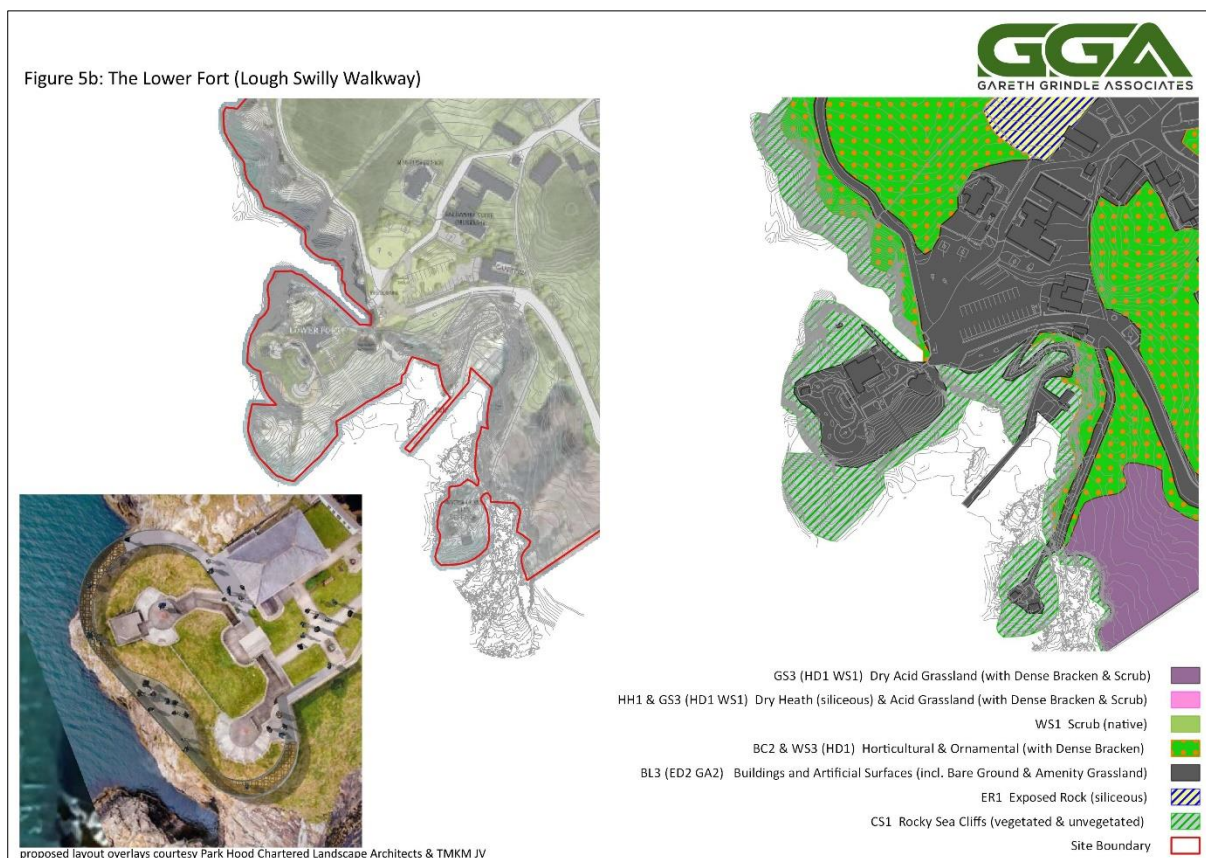 GGA
GARETH GRINDLE ASSOCIATES
Figure 5b: The Lower Fort (Lough Swilly Walkway)
LOWER FORT
GS3 (HD1 WS1) Dry Acid Grassland (with Dense Bracken & Scrub)
HH1 & GS3 (HD1 WS1) Dry Heath (siliceous) & Acid Grassland (with Dense Bracken & Scrub)
WS1 Scrub (native)
BC2 & WS3 (HD1) Horticultural & Ornamental (with Dense Bracken)
BL3 (ED2 GA2) Buildings and Artificial Surfaces (incl. Bare Ground & Amenity Grassland)
ER1 Exposed Rock (siliceous)
CS1 Rocky Sea Cliffs (vegetated & unvegetated)
Site Boundary
proposed layout overlays courtesy Park Hood Chartered Landscape Architects & TMKM JV